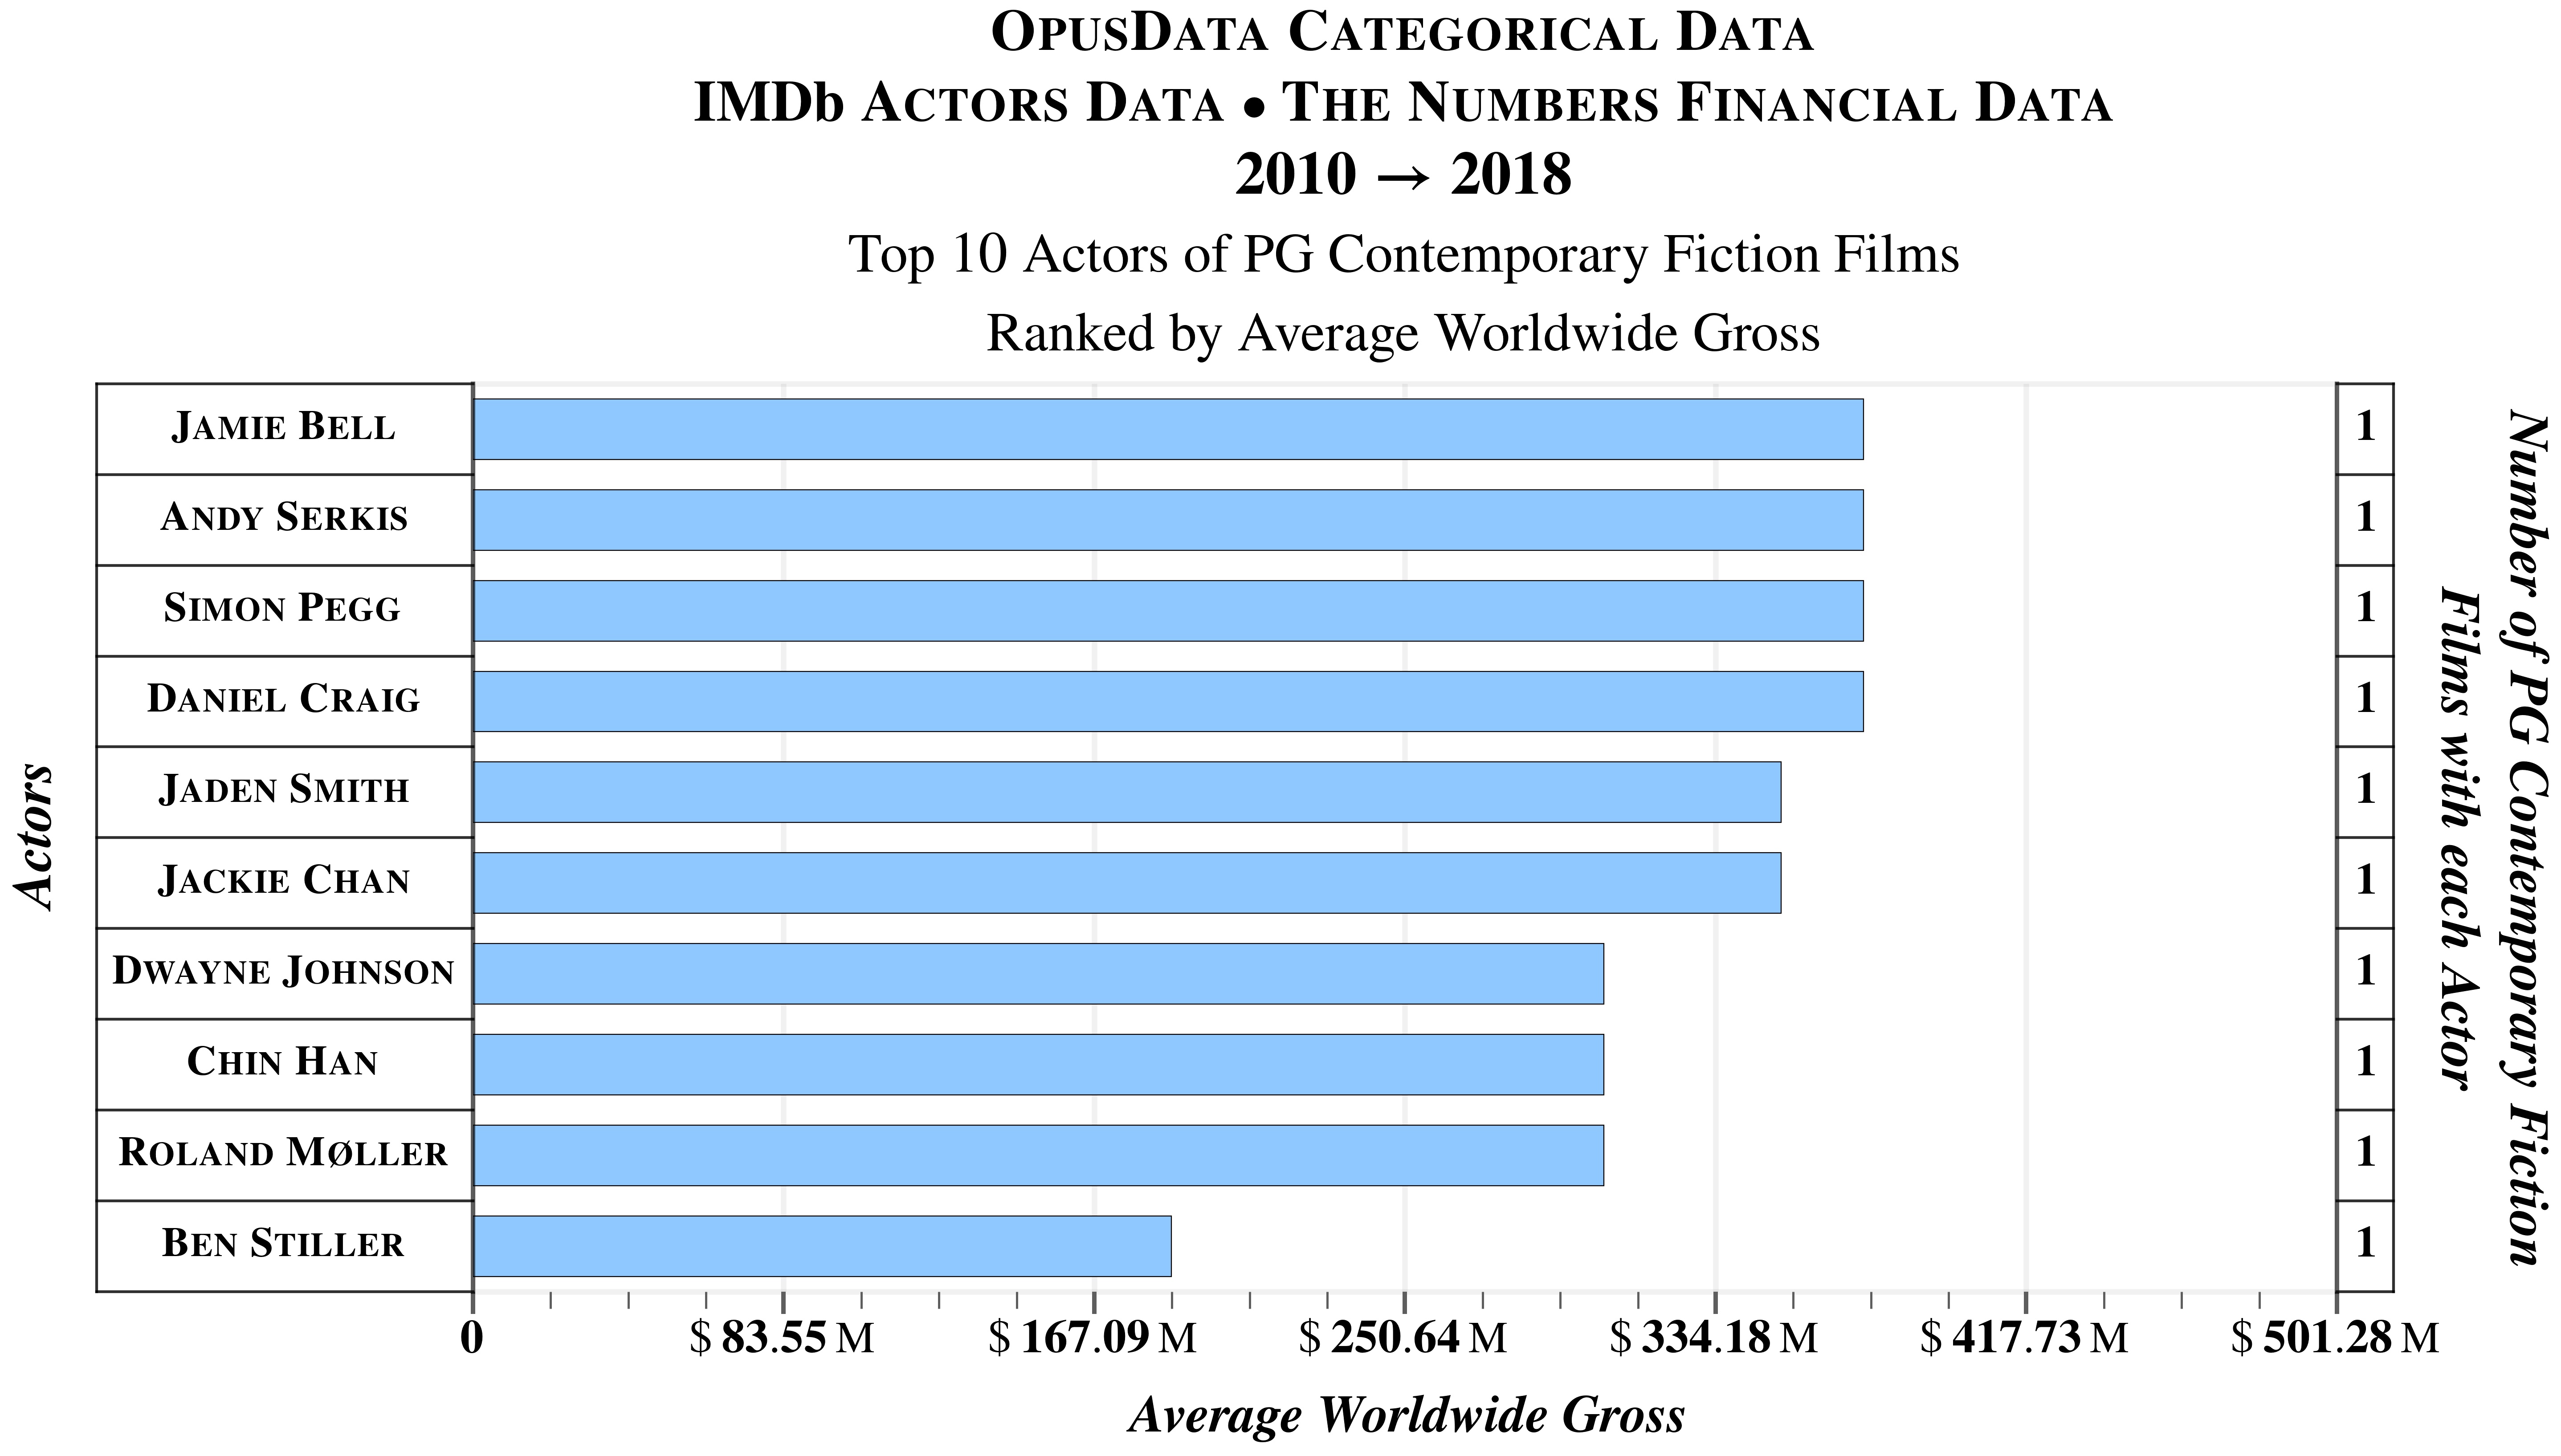 OPUSDATA CATEGORICAL DATA
IMDb ACTORS DATA • THE NUMBERS FINANCIAL DATA
2010 → 2018
Top 10 Actors of PG Contemporary Fiction Films
Ranked by Average Worldwide Gross
Actors
JAMIE BELL 1
ANDY SERKIS 1
SIMON PEGG 1
DANIEL CRAIG 1
JADEN SMITH 1
JACKIE CHAN 1
DWAYNE JOHNSON 1
CHIN HAN 1
ROLAND MØLLER 1
BEN STILLER 1
Number of PG Contemporary Fiction
Films with each Actor
0 $ 83.55 M $ 167.09 M $ 250.64 M $ 334.18 M $ 417.73 M $ 501.28 M
Average Worldwide Gross